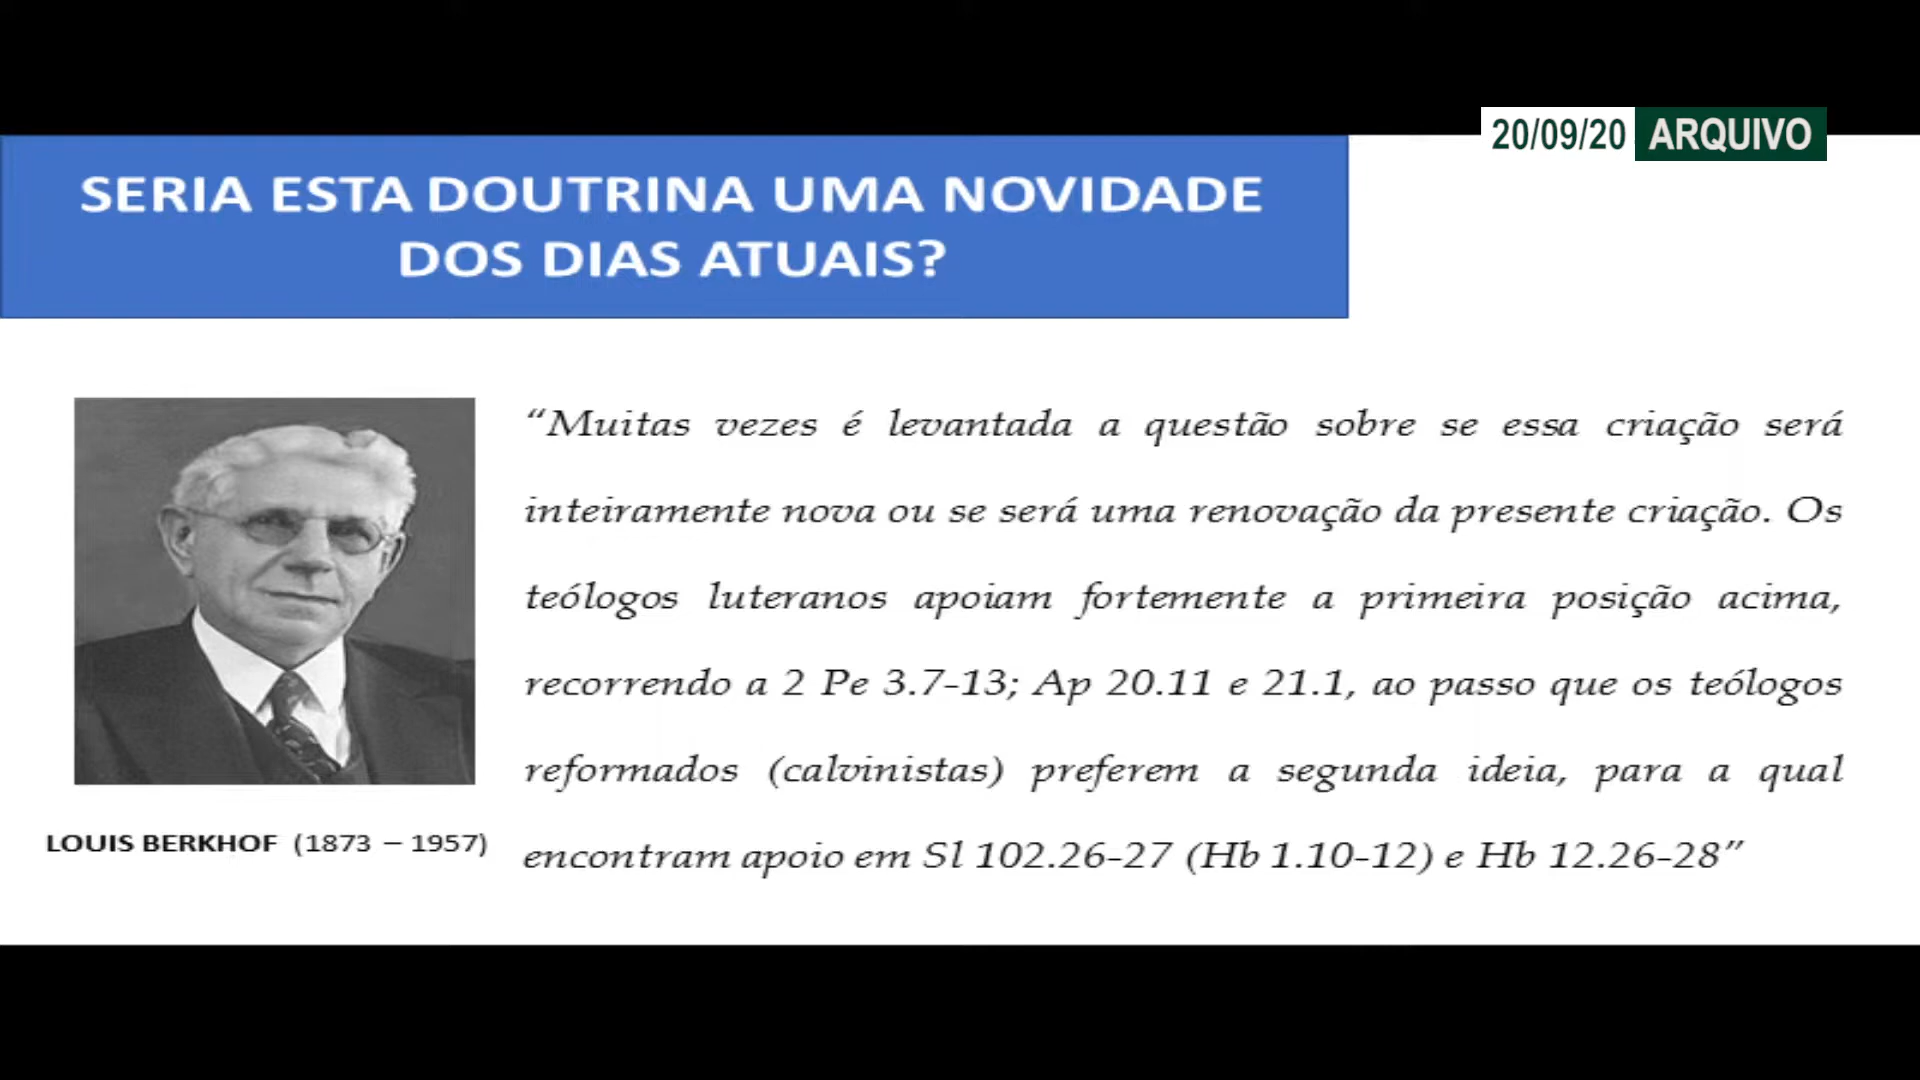 20/09/20 ARQUIVO
SERIA ESTA DOUTRINA UMA NOVIDADE
DOS DIAS ATUAIS?
“Muitas vezes é levantada a questão sobre se essa criação será
inteiramente nova ou se será uma renovação da presente criação. Os
teólogos luteranos apoiam fortemente a primeira posição acima,
recorrendo a 2 Pe 3.7-13; Ap 20.11 e 21.1, ao passo que os teólogos
reformados (calvinistas) preferem a segunda ideia, para a qual
encontram apoio em Sl 102.26-27 (Hb 1.10-12) e Hb 12.26-28”
LOUIS BERKHOF (1873 – 1957)